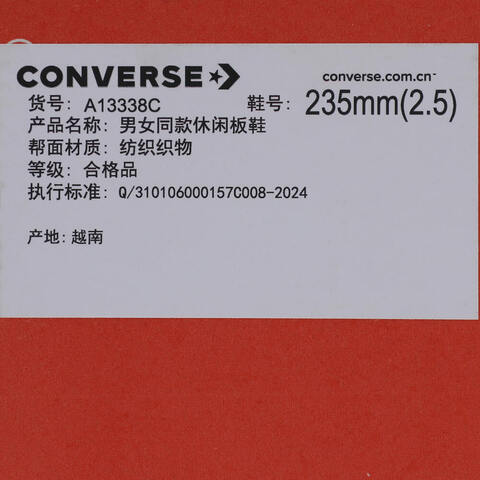 CONVERSE
converse.com.cn
货号: A13338C 鞋号: 235mm(2.5)
产品名称: 男女同款休闲板鞋
帮面材质: 纺织织物
等级: 合格品
执行标准: Q/310106000157C008-2024
产地: 越南